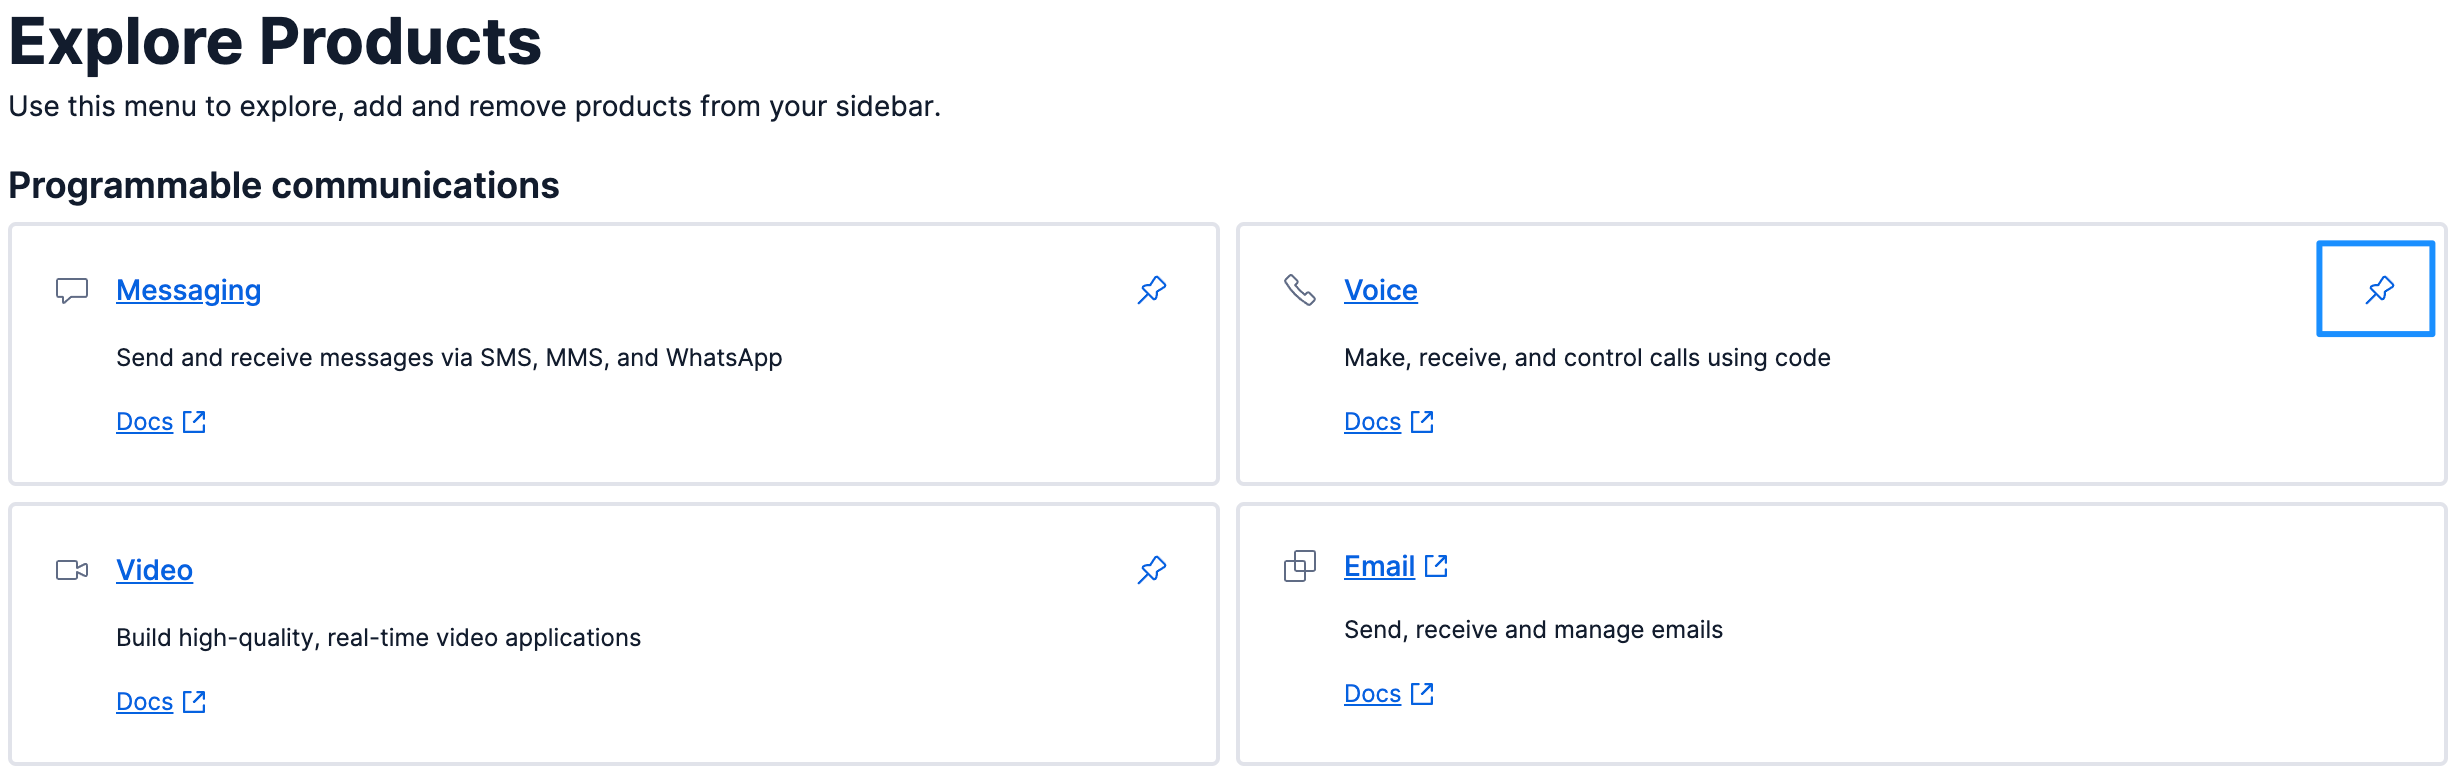 Explore Products
Use this menu to explore, add and remove products from your sidebar.
Programmable communications
Messaging
Send and receive messages via SMS, MMS, and WhatsApp
Docs
Voice
Make, receive, and control calls using code
Docs
Video
Build high-quality, real-time video applications
Docs
Email
Send, receive and manage emails
Docs